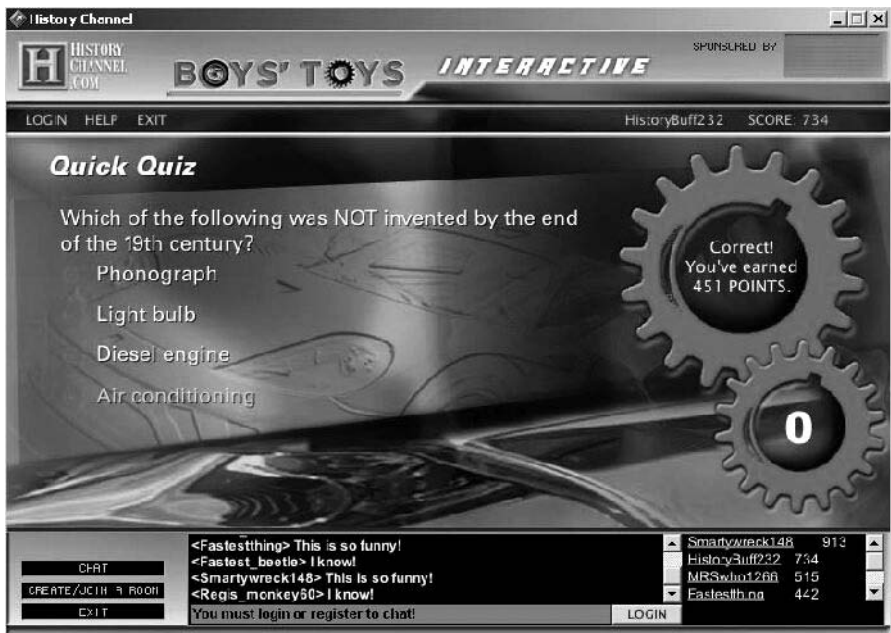 History Channel
HISTORY
CHANNEL
.COM
BOYS' TOYS
INTERACTIVE
SPONSORED BY
LOGIN HELP EXIT
HistoryBuff232 SCORE: 734
Quick Quiz
Which of the following was NOT invented by the end
of the 19th century?
Phonograph
Light bulb
Diesel engine
Air conditioning
Correct!
You've earned
451 POINTS.
0
CHAT
CREATE/JOIN A ROOM
EXIT
<Fastestthing> This is so funny!
<Fastest_beetle> I know!
<Smartywreck148> This is so funny!
<Regis_monkey60> I know!
You must login or register to chat!
LOGIN
Smartywreck148 913
HistoryBuff232 734
MRSwho1266 515
Fastestthing 442